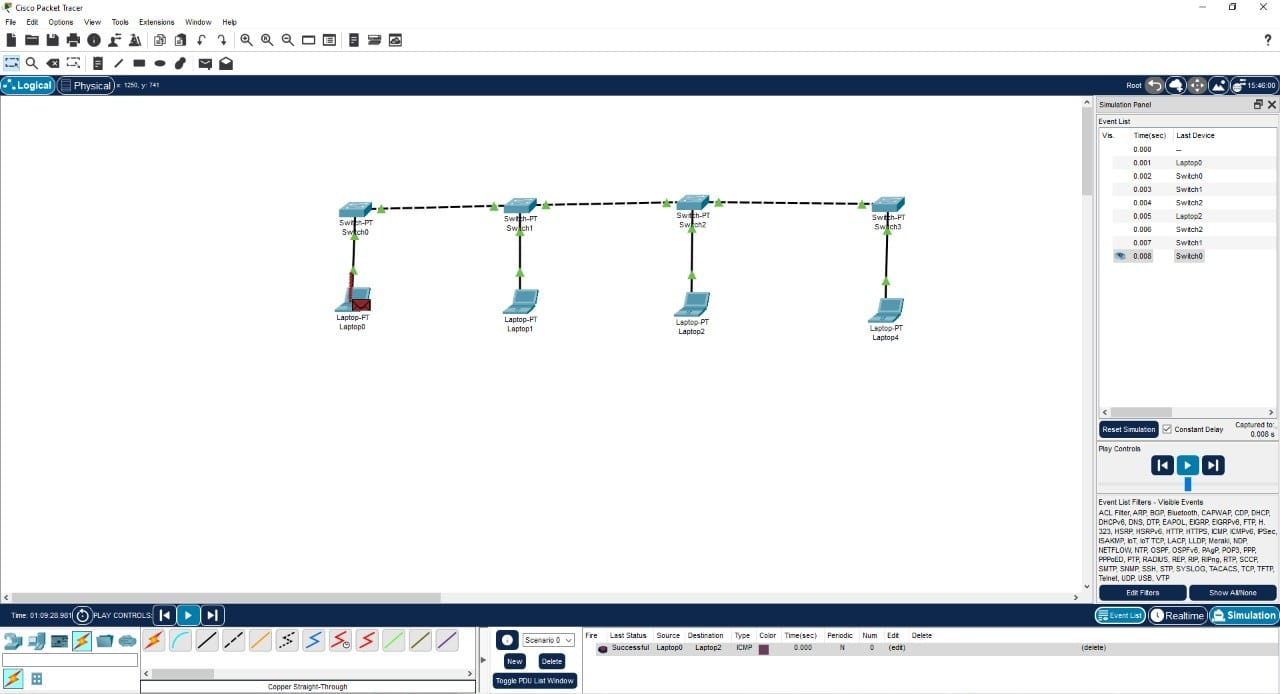 Cisco Packet Tracer
File Edit Options View Tools Extensions Window Help
?
Logical Physical x: 1250, y: 741 Root 15:46:00
Simulation Panel
Event List
Vis. Time(sec) Last Device
0.000 --
0.001 Laptop0
0.002 Switch0
0.003 Switch1
0.004 Switch2
0.005 Laptop2
0.006 Switch2
0.007 Switch1
0.008 Switch0
Switch-PT
Switch0
Switch-PT
Switch1
Switch-PT
Switch2
Switch-PT
Switch3
Laptop-PT
Laptop0
Laptop-PT
Laptop1
Laptop-PT
Laptop2
Laptop-PT
Laptop4
Reset Simulation Constant Delay Captured to:
0.008 s
Play Controls
Event List Filters - Visible Events
ACL Filter, ARP, BGP, Bluetooth, CAPWAP, CDP, DHCP,
DHCPv6, DNS, DTP, EAPOL, EIGRP, EIGRPv6, FTP, H.
323, HSRP, HSRPv6, HTTP, HTTPS, ICMP, ICMPv6, IPSec,
ISAKMP, IoT, IoT TCP, LACP, LLDP, Meraki, NDP,
NETFLOW, NTP, OSPF, OSPFv6, PAgP, POP3, PPP,
PPPoED, PTP, RADIUS, REP, RIP, RIPng, RTP, SCCP,
SMTP, SNMP, SSH, STP, SYSLOG, TACACS, TCP, TFTP,
Telnet, UDP, USB, VTP
Edit Filters Show All/None
Time: 01:09:28.981 PLAY CONTROLS: Event List Realtime Simulation
Scenario 0
New Delete
Toggle PDU List Window
Fire Last Status Source Destination Type Color Time(sec) Periodic Num Edit Delete
Successful Laptop0 Laptop2 ICMP 0.000 N 0 (edit) (delete)
Copper Straight-Through